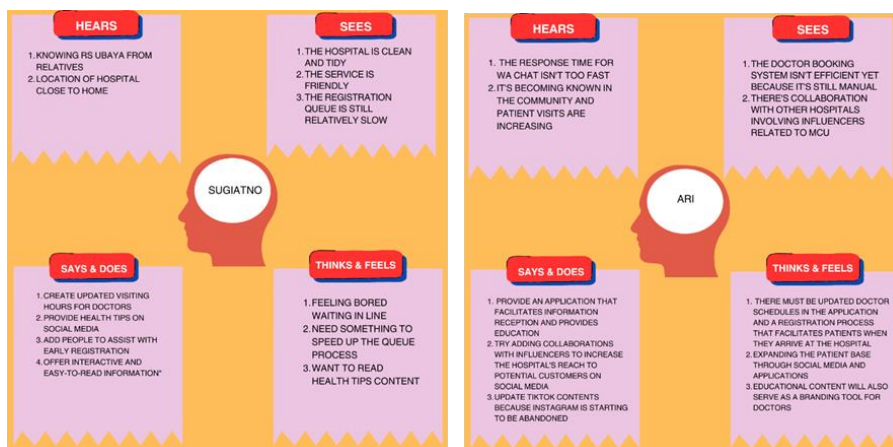 HEARS
1. KNOWING RS UBAYA FROM
RELATIVES
2. LOCATION OF HOSPITAL
CLOSE TO HOME
SEES
1. THE HOSPITAL IS CLEAN
AND TIDY
2. THE SERVICE IS
FRIENDLY
3. THE REGISTRATION
QUEUE IS STILL
RELATIVELY SLOW
SUGIATNO
SAYS & DOES
1. CREATE UPDATED VISITING
HOURS FOR DOCTORS
2. PROVIDE HEALTH TIPS ON
SOCIAL MEDIA
3. ADD PEOPLE TO ASSIST WITH
EARLY REGISTRATION
4. OFFER INTERACTIVE AND
EASY-TO-READ INFORMATION"
THINKS & FEELS
1. FEELING BORED
WAITING IN LINE
2. NEED SOMETHING TO
SPEED UP THE QUEUE
PROCESS
3. WANT TO READ
HEALTH TIPS CONTENT
HEARS
1. THE RESPONSE TIME FOR
WA CHAT ISN'T TOO FAST
2. IT'S BECOMING KNOWN IN
THE COMMUNITY AND
PATIENT VISITS ARE
INCREASING
SEES
1. THE DOCTOR BOOKING
SYSTEM ISN'T EFFICIENT YET
BECAUSE IT'S STILL MANUAL
2. THERE'S COLLABORATION
WITH OTHER HOSPITALS
INVOLVING INFLUENCERS
RELATED TO MCU
ARI
SAYS & DOES
1. PROVIDE AN APPLICATION THAT
FACILITATES INFORMATION
RECEPTION AND PROVIDES
EDUCATION
2. TRY ADDING COLLABORATIONS
WITH INFLUENCERS TO INCREASE
THE HOSPITAL'S REACH TO
POTENTIAL CUSTOMERS ON
SOCIAL MEDIA
3. UPDATE TIKTOK CONTENTS
BECAUSE INSTAGRAM IS STARTING
TO BE ABANDONED
THINKS & FEELS
1. THERE MUST BE UPDATED DOCTOR
SCHEDULES IN THE APPLICATION
AND A REGISTRATION PROCESS
THAT FACILITATES PATIENTS WHEN
THEY ARRIVE AT THE HOSPITAL
2. EXPANDING THE PATIENT BASE
THROUGH SOCIAL MEDIA AND
APPLICATIONS
3. EDUCATIONAL CONTENT WILL ALSO
SERVE AS A BRANDING TOOL FOR
DOCTORS